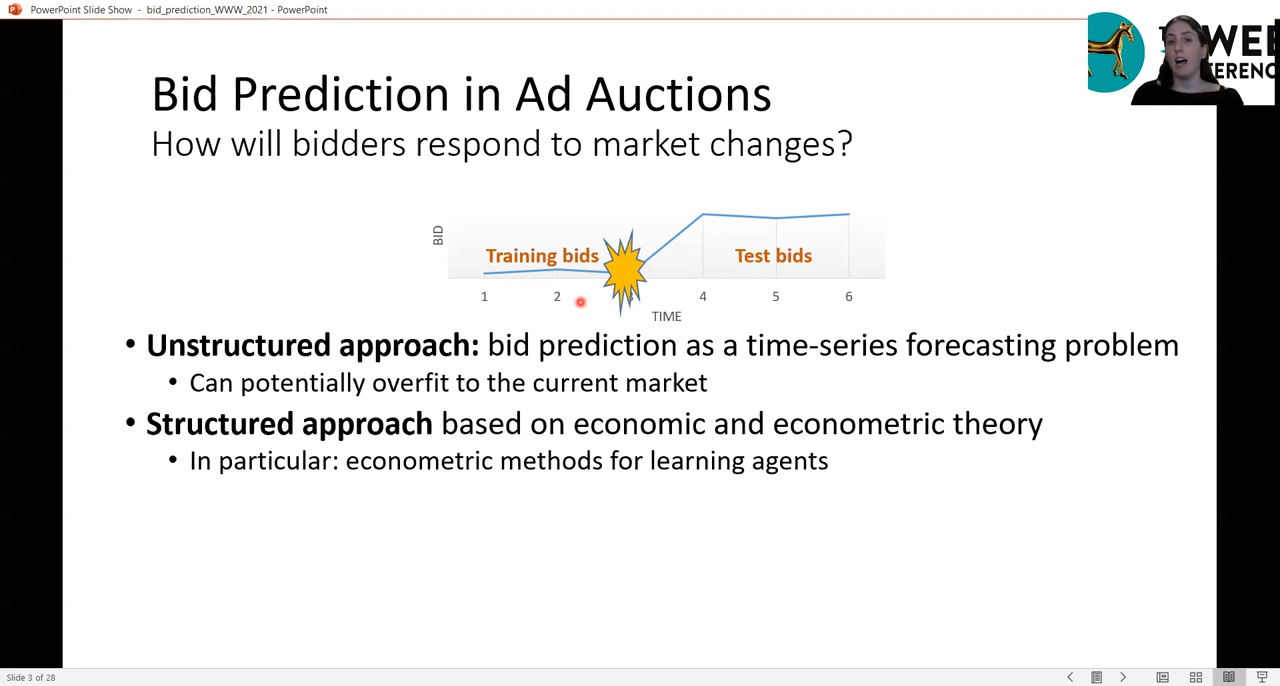 PowerPoint Slide Show - bid_prediction_WWW_2021 - PowerPoint
Bid Prediction in Ad Auctions
How will bidders respond to market changes?
BID
Training bids
Test bids
1 2 3 4 5 6
TIME
• Unstructured approach: bid prediction as a time-series forecasting problem
• Can potentially overfit to the current market
• Structured approach based on economic and econometric theory
• In particular: econometric methods for learning agents
Slide 3 of 28